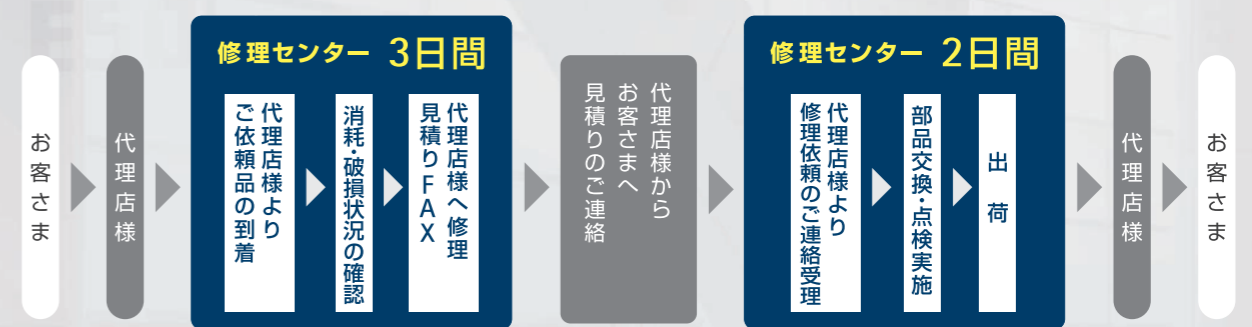 お客さま
代理店様
修理センター 3日間
代理店様より
ご依頼品の到着
消耗・破損状況の確認
代理店様へ修理
見積りFAX
代理店様から
お客さまへ
見積りのご連絡
修理センター 2日間
代理店様より
修理依頼のご連絡受理
部品交換・点検実施
出荷
代理店様
お客さま